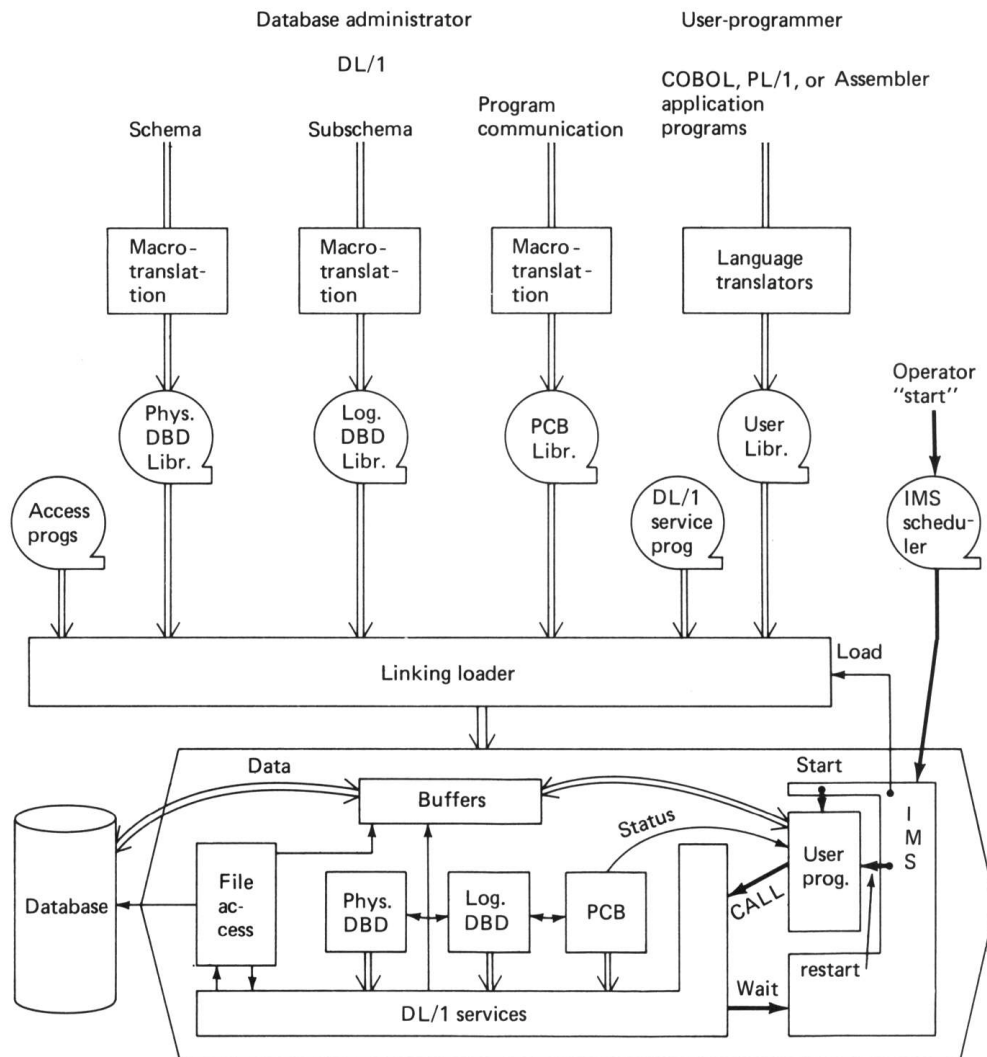 Database administrator
User-programmer
DL/1
COBOL, PL/1, or Assembler
application
programs
Program
communication
Schema
Subschema
Macro-
translat-
tion
Macro-
translat-
tion
Macro-
translat-
tion
Language
translators
Operator
"start"
Phys.
DBD
Libr.
Log.
DBD
Libr.
PCB
Libr.
User
Libr.
Access
progs
DL/1
service
prog
IMS
schedu-
ler
Linking loader
Load
Data
Start
Buffers
Status
IMS
User
prog.
CALL
Database
File
ac-
cess
Phys.
DBD
Log.
DBD
PCB
restart
Wait
DL/1 services